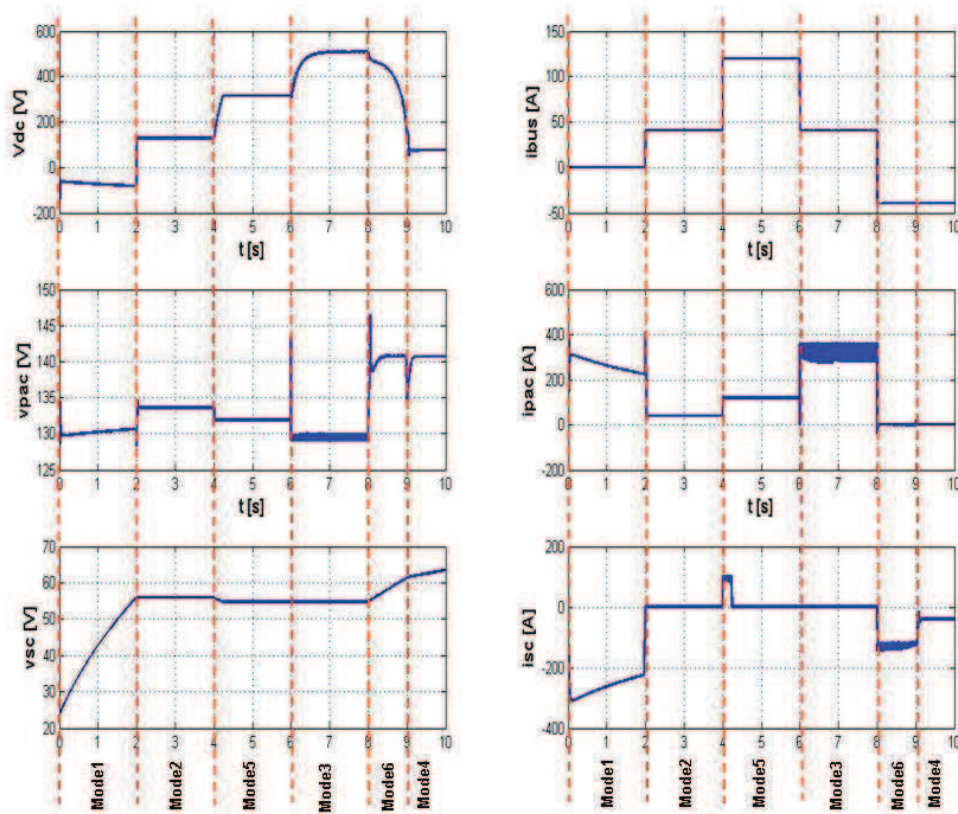 600
400
200
0
-200
Vdc [V]
0 1 2 3 4 5 6 7 8 9 10
t [s]
150
100
50
0
-50
ibus [A]
0 1 2 3 4 5 6 7 8 9 10
t [s]
150
145
140
135
130
125
vpac [V]
0 1 2 3 4 5 6 7 8 9 10
t [s]
600
400
200
0
-200
ipac [A]
0 1 2 3 4 5 6 7 8 9 10
t [s]
70
60
50
40
30
20
vsc [V]
0 1 2 3 4 5 6 7 8 9 10
200
0
-200
-400
isc [A]
0 1 2 3 4 5 6 7 8 9 10
Mode1
Mode2
Mode5
Mode3
Mode6
Mode4
Mode1
Mode2
Mode5
Mode3
Mode6
Mode4